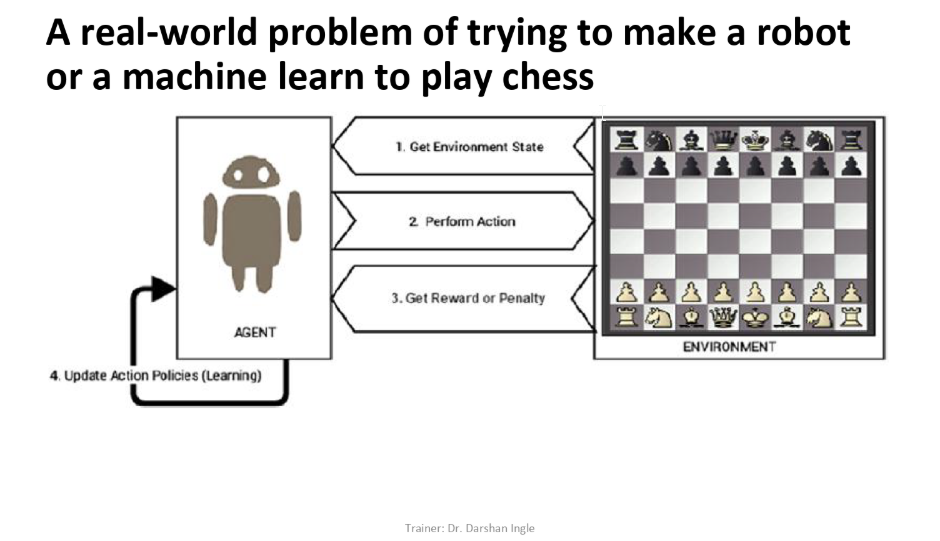 A real-world problem of trying to make a robot
or a machine learn to play chess
1. Get Environment State
2. Perform Action
3. Get Reward or Penalty
AGENT
ENVIRONMENT
4. Update Action Policies (Learning)
Trainer: Dr. Darshan Ingle